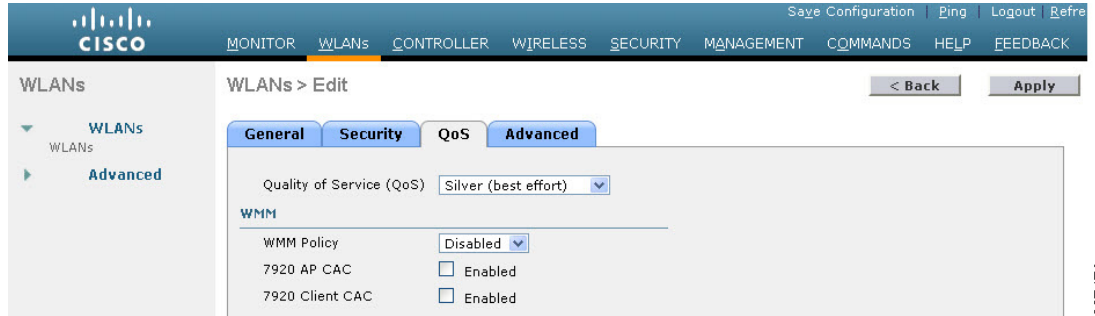 Save Configuration | Ping | Logout | Refre
CISCO
MONITOR WLANs CONTROLLER WIRELESS SECURITY MANAGEMENT COMMANDS HELP FEEDBACK
WLANs
WLANs > Edit
< Back
Apply
WLANs
WLANs
Advanced
General Security QoS Advanced
Quality of Service (QoS) Silver (best effort)
WMM
WMM Policy Disabled
7920 AP CAC Enabled
7920 Client CAC Enabled